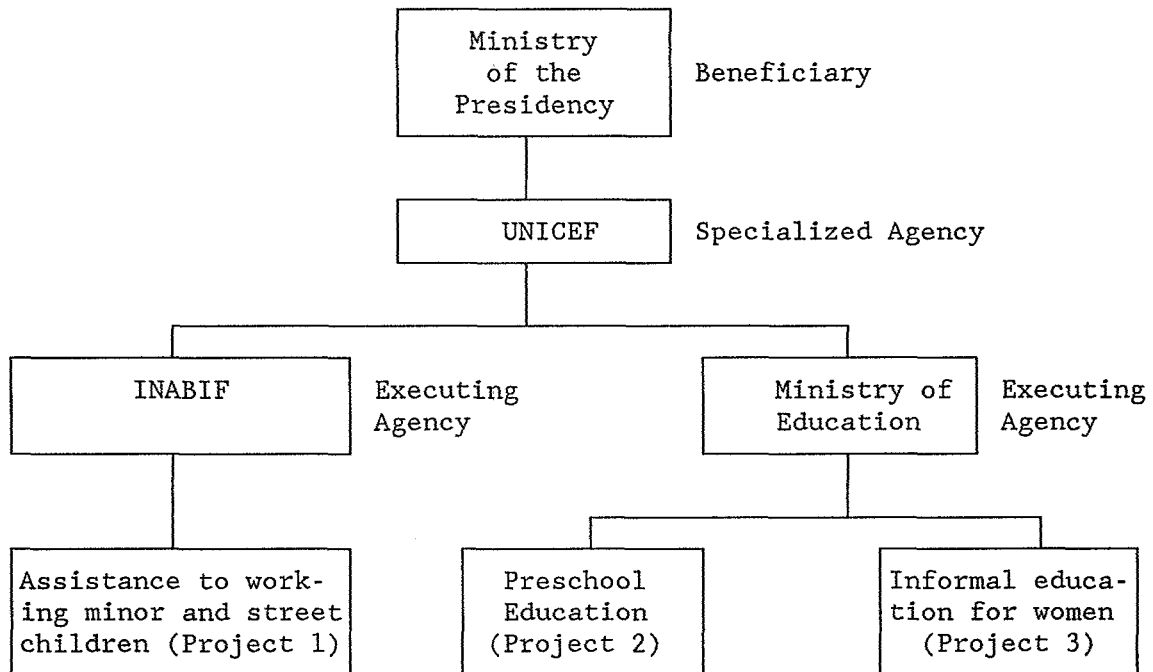 Ministry
of the
Presidency
Beneficiary
UNICEF
Specialized Agency
INABIF
Executing
Agency
Ministry of
Education
Executing
Agency
Assistance to work-
ing minor and street
children (Project 1)
Preschool
Education
(Project 2)
Informal educa-
tion for women
(Project 3)